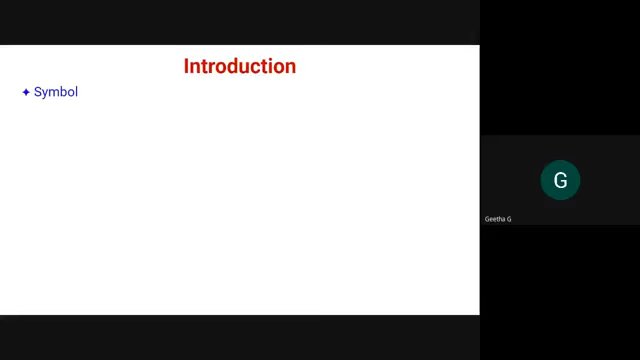 Introduction
✦ Symbol
G
Geetha G